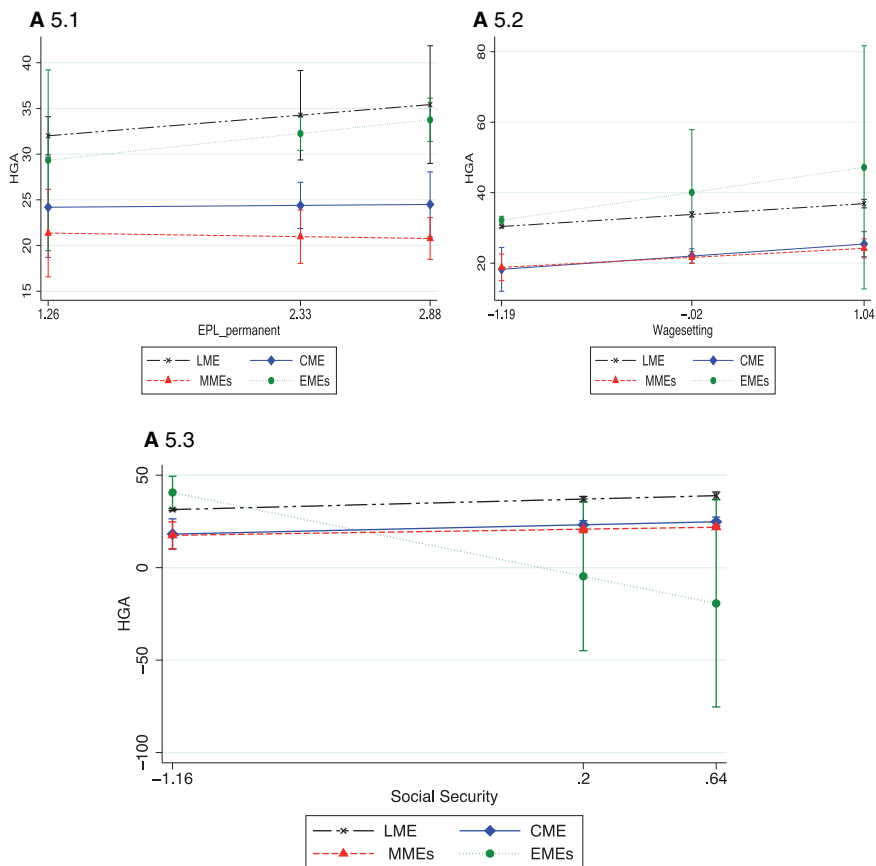 A 5.1
40
35
30
25
20
15
HGA
1.26
2.33
2.88
EPL_permanent
LME
CME
MMEs
EMEs
A 5.2
80
60
40
20
HGA
-1.19
-.02
1.04
Wagesetting
LME
CME
MMEs
EMEs
A 5.3
50
0
-50
-100
HGA
-1.16
.2
.64
Social Security
LME
CME
MMEs
EMEs